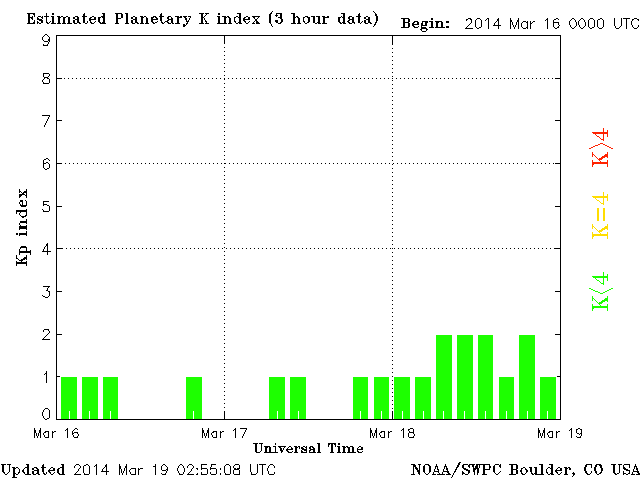 Estimated Planetary K index (3 hour data) Begin: 2014 Mar 16 0000 UTC
9
8
7
6
5
4
3
2
1
0
Kp index
K>4
K=4
K<4
Mar 16 Mar 17 Mar 18 Mar 19
Universal Time
Updated 2014 Mar 19 02:55:08 UTC NOAA/SWPC Boulder, CO USA